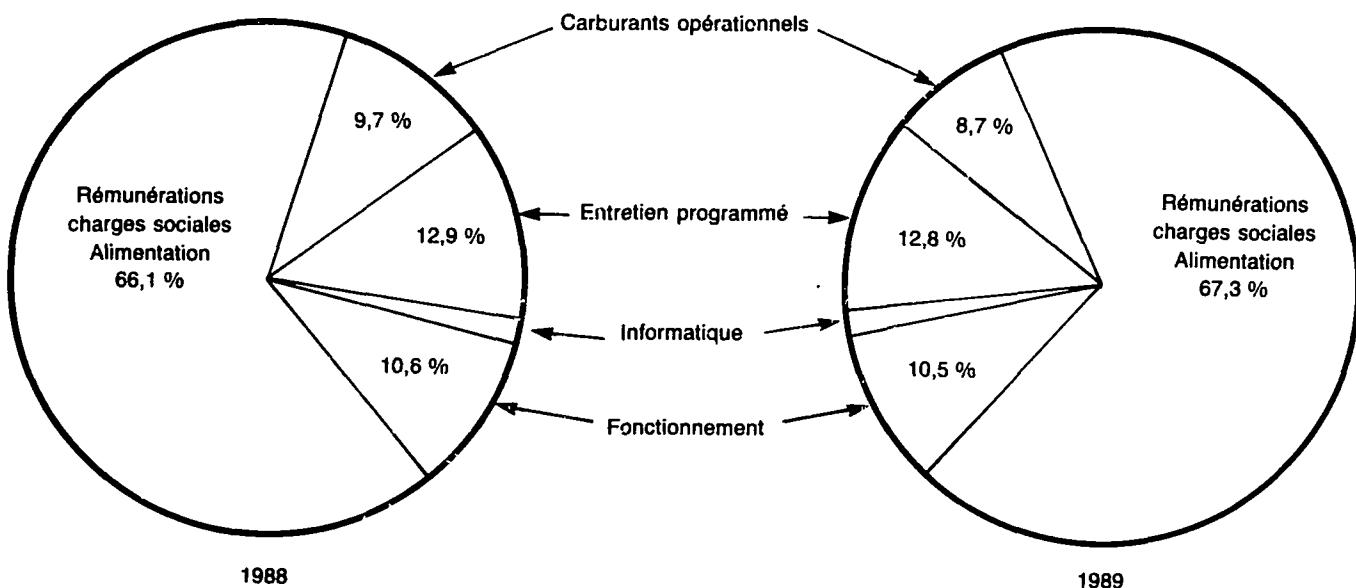 Carburants opérationnels
9,7 %
8,7 %
Rémunérations
charges sociales
Alimentation
66,1 %
Entretien programmé
Rémunérations
charges sociales
Alimentation
67,3 %
12,9 %
12,8 %
Informatique
10,6 %
10,5 %
Fonctionnement
1988
1989